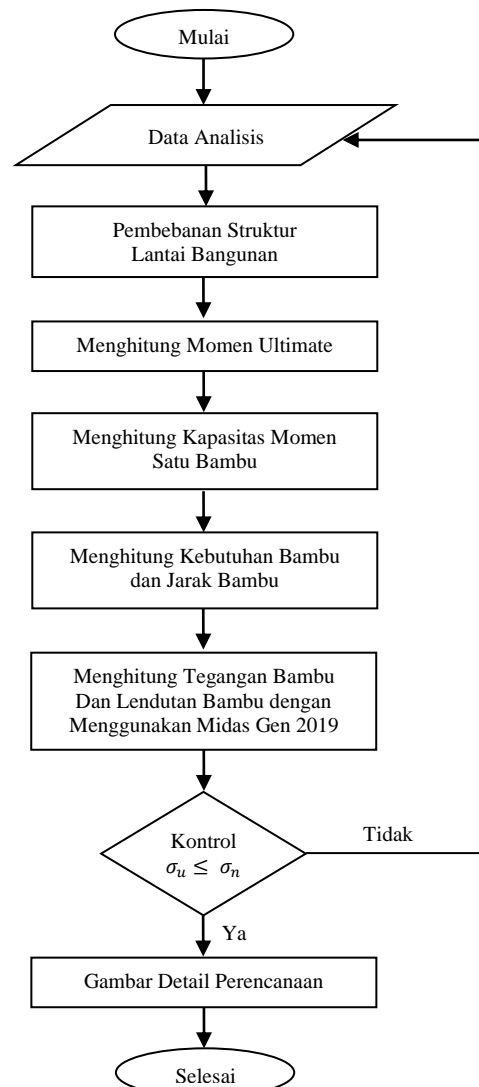 Mulai
Data Analisis
Pembebanan Struktur
Lantai Bangunan
Menghitung Momen Ultimate
Menghitung Kapasitas Momen
Satu Bambu
Menghitung Kebutuhan Bambu
dan Jarak Bambu
Menghitung Tegangan Bambu
Dan Lendutan Bambu dengan
Menggunakan Midas Gen 2019
Kontrol
σᵤ ≤ σₙ
Tidak
Ya
Gambar Detail Perencanaan
Selesai